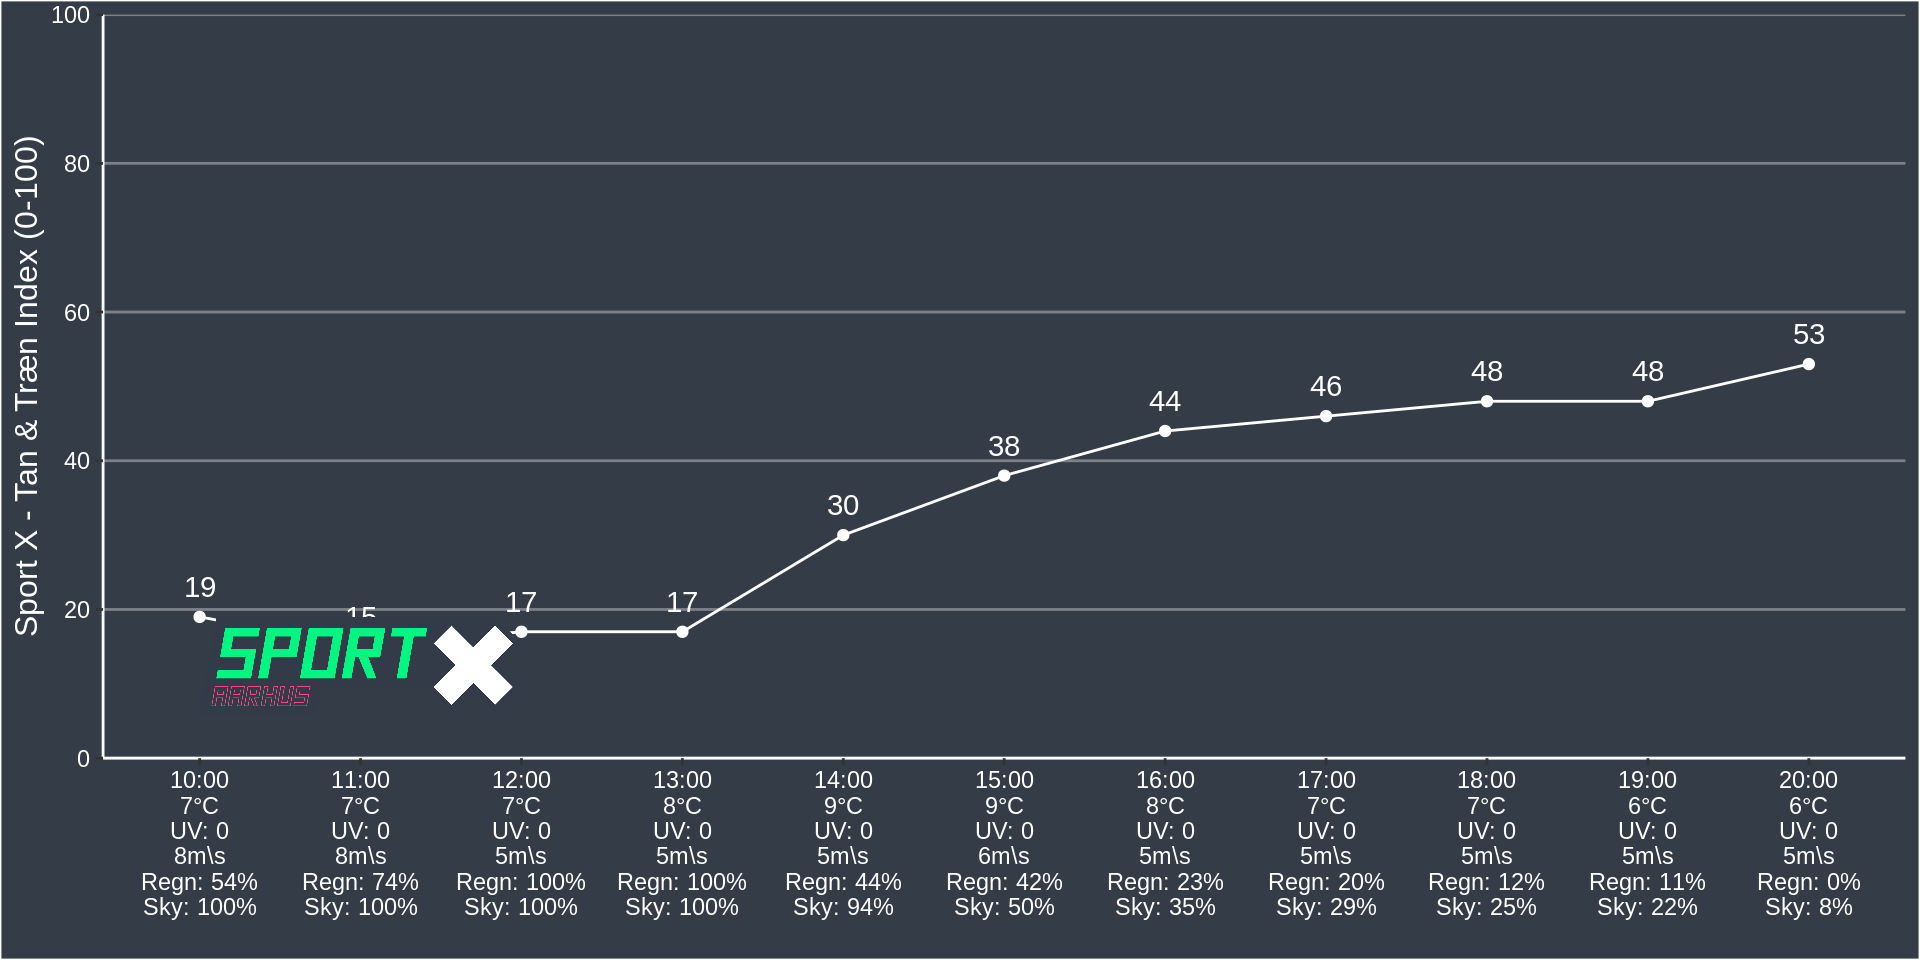 Sport X - Tan & Træn Index (0-100)
100
80
60
40
20
0
19
15
17
17
30
38
44
46
48
48
53
SPORT X
AARHUS
10:00
7°C
UV: 0
8m\s
Regn: 54%
Sky: 100%
11:00
7°C
UV: 0
8m\s
Regn: 74%
Sky: 100%
12:00
7°C
UV: 0
5m\s
Regn: 100%
Sky: 100%
13:00
8°C
UV: 0
5m\s
Regn: 100%
Sky: 100%
14:00
9°C
UV: 0
5m\s
Regn: 44%
Sky: 94%
15:00
9°C
UV: 0
6m\s
Regn: 42%
Sky: 50%
16:00
8°C
UV: 0
5m\s
Regn: 23%
Sky: 35%
17:00
7°C
UV: 0
5m\s
Regn: 20%
Sky: 29%
18:00
7°C
UV: 0
5m\s
Regn: 12%
Sky: 25%
19:00
6°C
UV: 0
5m\s
Regn: 11%
Sky: 22%
20:00
6°C
UV: 0
5m\s
Regn: 0%
Sky: 8%